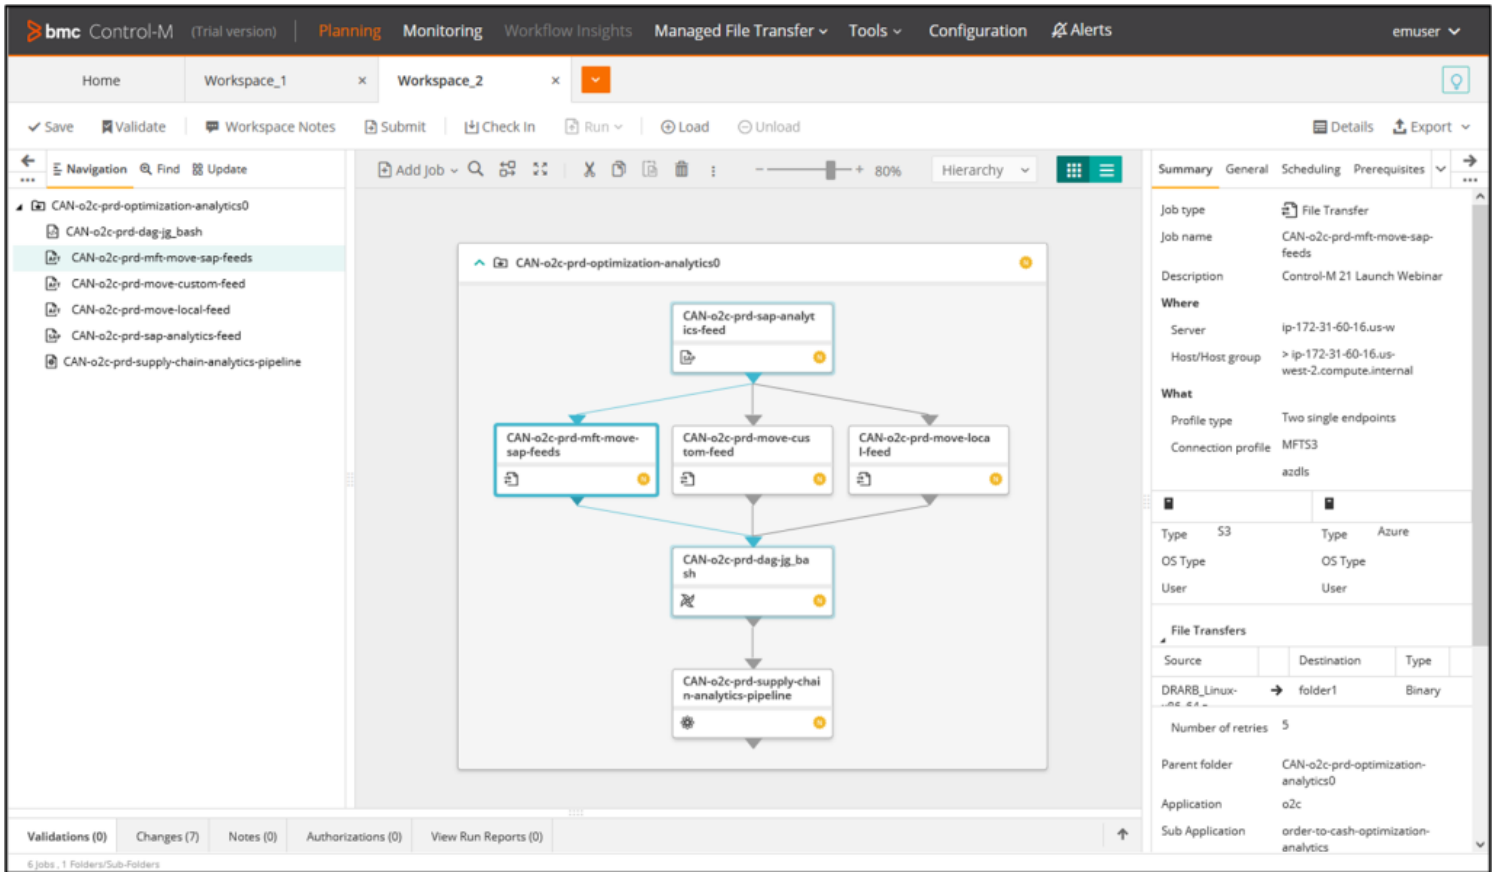 bmc Control-M (Trial version) Planning Monitoring Workflow Insights Managed File Transfer Tools Configuration Alerts emuser
Home Workspace_1 × Workspace_2 ×
Save Validate Workspace Notes Submit Check In Run Load Unload Details Export
Navigation Find Update
Add Job 80% Hierarchy
Summary General Scheduling Prerequisites
CAN-o2c-prd-optimization-analytics0
CAN-o2c-prd-dag-jg_bash
CAN-o2c-prd-mft-move-sap-feeds
CAN-o2c-prd-move-custom-feed
CAN-o2c-prd-move-local-feed
CAN-o2c-prd-sap-analytics-feed
CAN-o2c-prd-supply-chain-analytics-pipeline
CAN-o2c-prd-optimization-analytics0 N
CAN-o2c-prd-sap-analyt
ics-feed
SAP N
CAN-o2c-prd-mft-move-
sap-feeds
N
CAN-o2c-prd-move-cus
tom-feed
N
CAN-o2c-prd-move-loca
l-feed
N
CAN-o2c-prd-dag-jg_ba
sh
N
CAN-o2c-prd-supply-chai
n-analytics-pipeline
N
Job type File Transfer
Job name CAN-o2c-prd-mft-move-sap-
feeds
Description Control-M 21 Launch Webinar
Where
Server ip-172-31-60-16.us-w
Host/Host group > ip-172-31-60-16.us-
west-2.compute.internal
What
Profile type Two single endpoints
Connection profile MFTS3
azdls
Type S3 Type Azure
OS Type OS Type
User User
File Transfers
Source Destination Type
DRARB_Linux- → folder1 Binary
Number of retries 5
Parent folder CAN-o2c-prd-optimization-
analytics0
Application o2c
Sub Application order-to-cash-optimization-
analytics
Validations (0) Changes (7) Notes (0) Authorizations (0) View Run Reports (0)
6 Jobs , 1 Folders/Sub-Folders